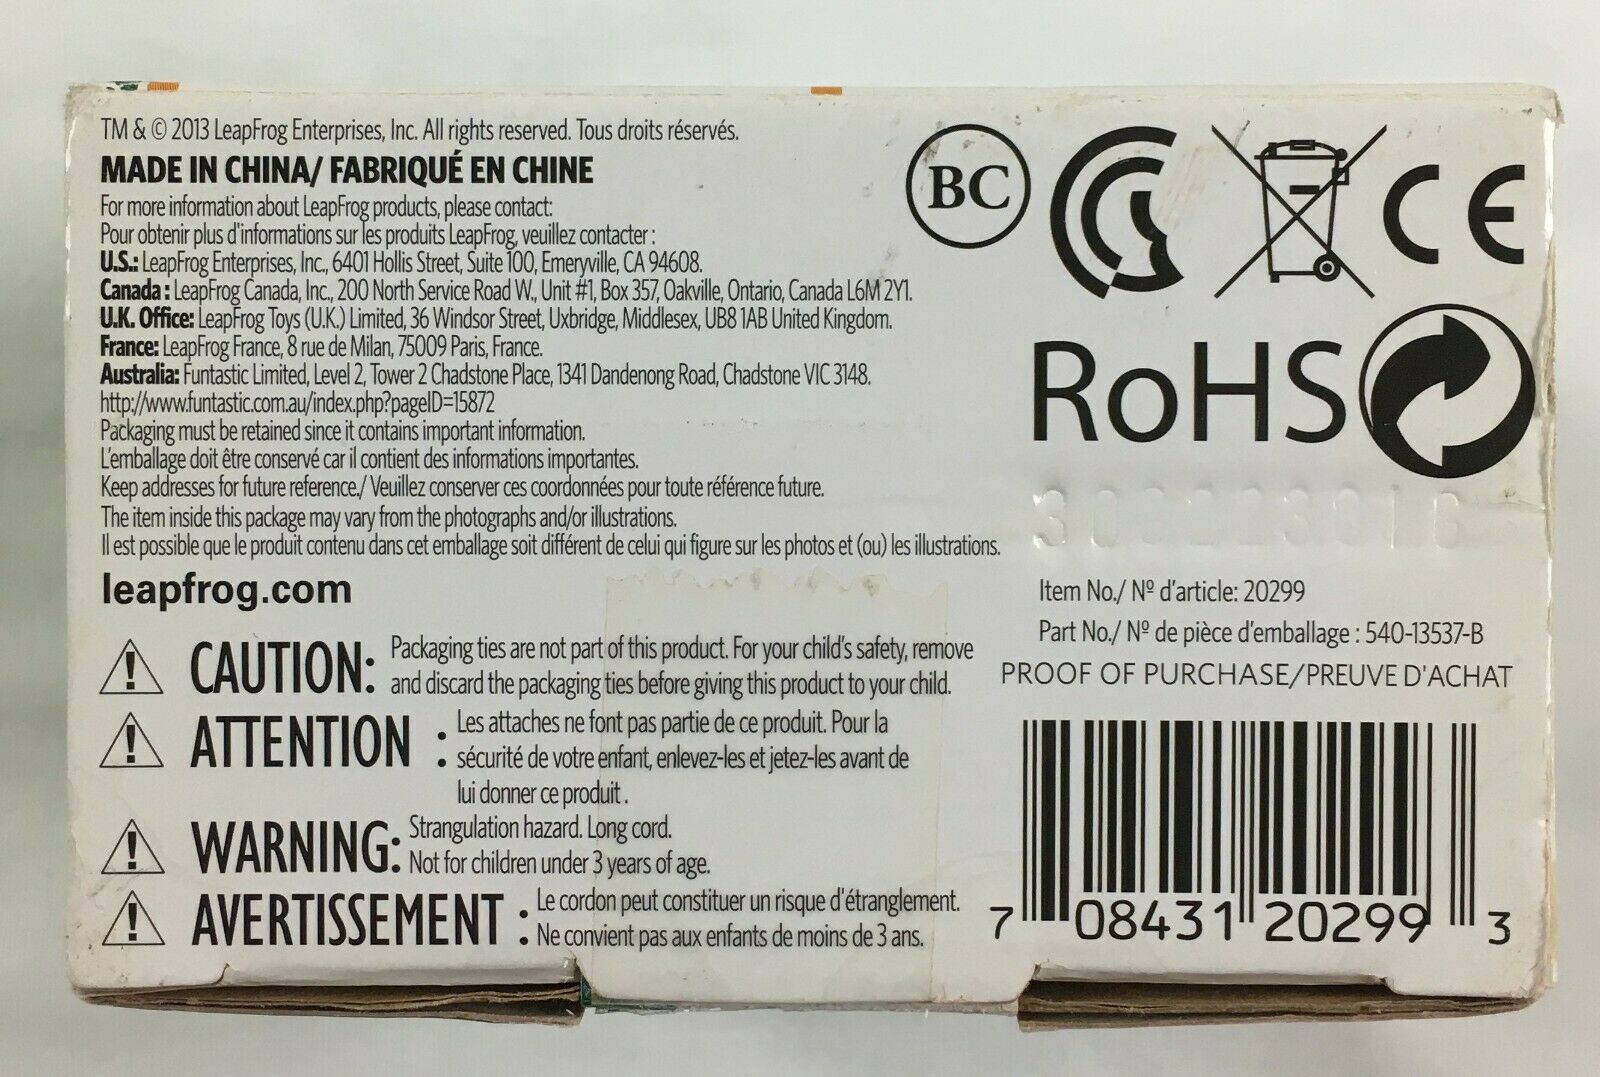 TM & © 2013 LeapFrog Enterprises, Inc. All rights reserved. Tous droits réservés.
MADE IN CHINA/ FABRIQUÉ EN CHINE
For more information about LeapFrog products, please contact:
Pour obtenir plus d'informations sur les produits LeapFrog, veuillez contacter :
U.S.: LeapFrog Enterprises, Inc., 6401 Hollis Street, Suite 100, Emeryville, CA 94608.
Canada : LeapFrog Canada, Inc., 200 North Service Road W., Unit #1, Box 357, Oakville, Ontario, Canada L6M 2Y1.
U.K. Office: LeapFrog Toys (U.K.) Limited, 36 Windsor Street, Uxbridge, Middlesex, UB8 1AB United Kingdom.
France: LeapFrog France, 8 rue de Milan, 75009 Paris, France.
Australia: Funtastic Limited, Level 2, Tower 2 Chadstone Place, 1341 Dandenong Road, Chadstone VIC 3148.
http://www.funtastic.com.au/index.php?pageID=15872
Packaging must be retained since it contains important information.
L'emballage doit être conservé car il contient des informations importantes.
Keep addresses for future reference./ Veuillez conserver ces coordonnées pour toute référence future.
The item inside this package may vary from the photographs and/or illustrations.
Il est possible que le produit contenu dans cet emballage soit différent de celui qui figure sur les photos et (ou) les illustrations.
leapfrog.com
CAUTION: Packaging ties are not part of this product. For your child's safety, remove
and discard the packaging ties before giving this product to your child.
ATTENTION : Les attaches ne font pas partie de ce produit. Pour la
sécurité de votre enfant, enlevez-les et jetez-les avant de
lui donner ce produit .
WARNING: Strangulation hazard. Long cord.
Not for children under 3 years of age.
AVERTISSEMENT : Le cordon peut constituer un risque d'étranglement.
Ne convient pas aux enfants de moins de 3 ans.
BC
CE
RoHS
Item No./ Nº d'article: 20299
Part No./ Nº de pièce d'emballage : 540-13537-B
PROOF OF PURCHASE/PREUVE D'ACHAT
7 08431 20299 3